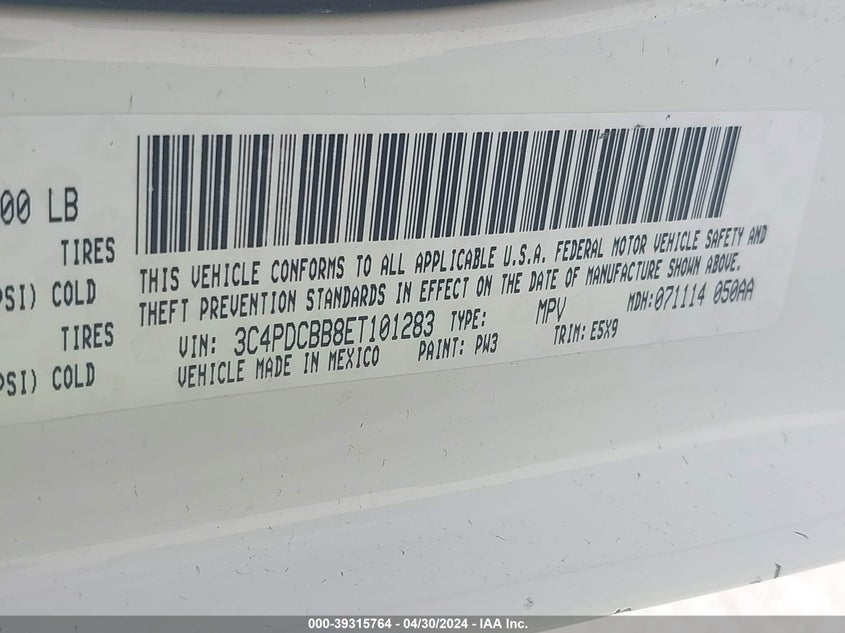 00 LB
TIRES
PSI) COLD
TIRES
PSI) COLD
THIS VEHICLE CONFORMS TO ALL APPLICABLE U.S.A. FEDERAL MOTOR VEHICLE SAFETY AND
THEFT PREVENTION STANDARDS IN EFFECT ON THE DATE OF MANUFACTURE SHOWN ABOVE.
VIN: 3C4PDCBB8ET101283 TYPE: MPV MDH:071114 050AA
VEHICLE MADE IN MEXICO PAINT: PW3 TRIM: E5X9
000-39315764 - 04/30/2024 - IAA Inc.